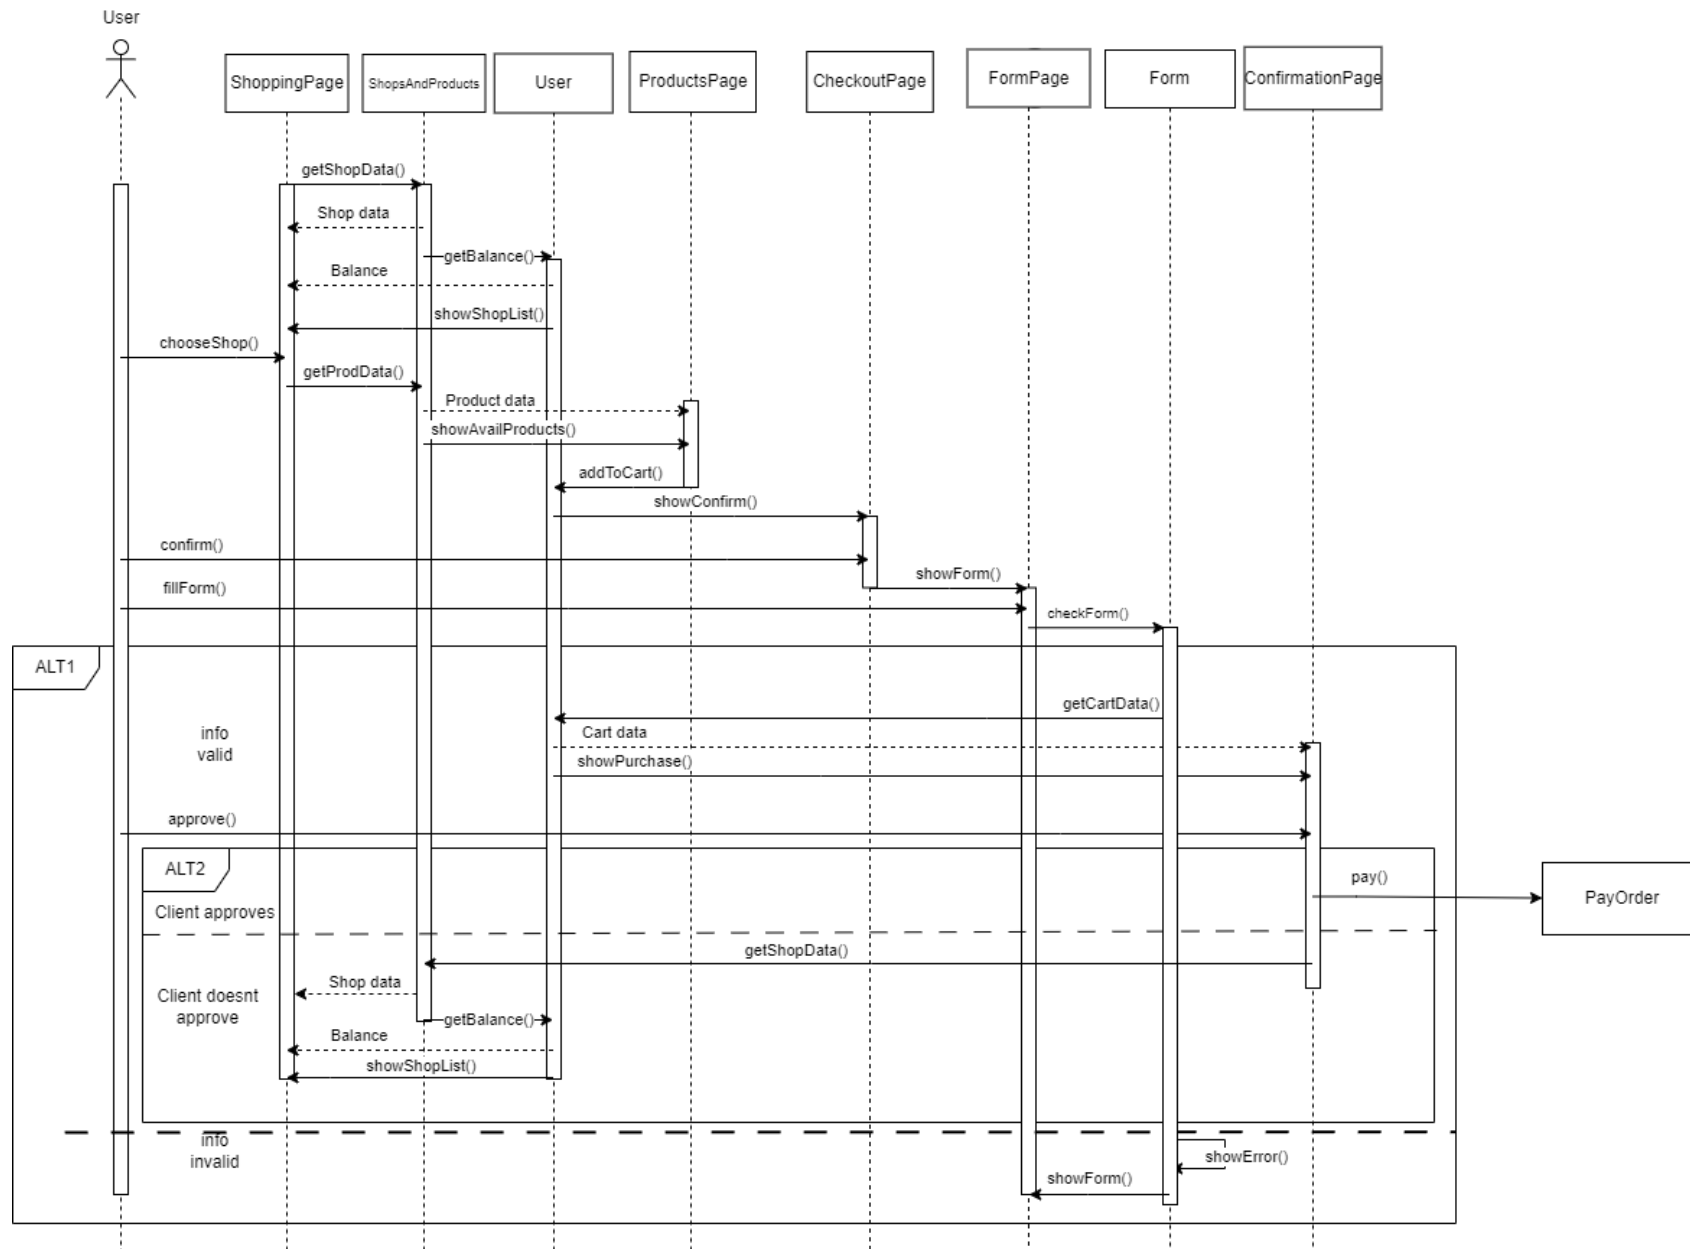 User
ShoppingPage
ShopsAndProducts
User
ProductsPage
CheckoutPage
FormPage
Form
ConfirmationPage
getShopData()
Shop data
getBalance()
Balance
showShopList()
chooseShop()
getProdData()
Product data
showAvailProducts()
addToCart()
showConfirm()
confirm()
showForm()
fillForm()
checkForm()
ALT1
getCartData()
info
valid
Cart data
showPurchase()
approve()
ALT2
pay()
PayOrder
Client approves
getShopData()
Shop data
Client doesnt
approve
getBalance()
Balance
showShopList()
info
invalid
showError()
showForm()